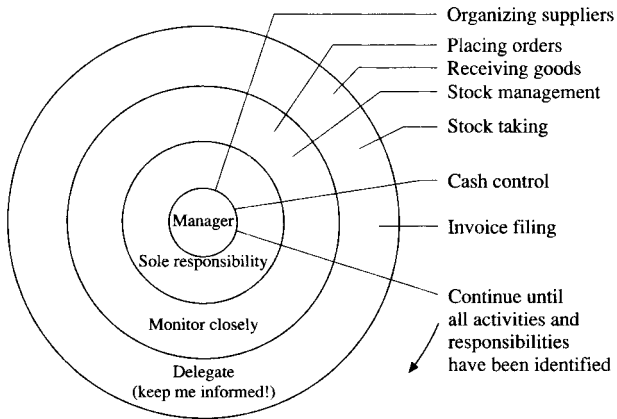 Organizing suppliers
Placing orders
Receiving goods
Stock management
Stock taking
Cash control
Invoice filing
Continue until
all activities and
responsibilities
have been identified
Manager
Sole responsibility
Monitor closely
Delegate
(keep me informed!)